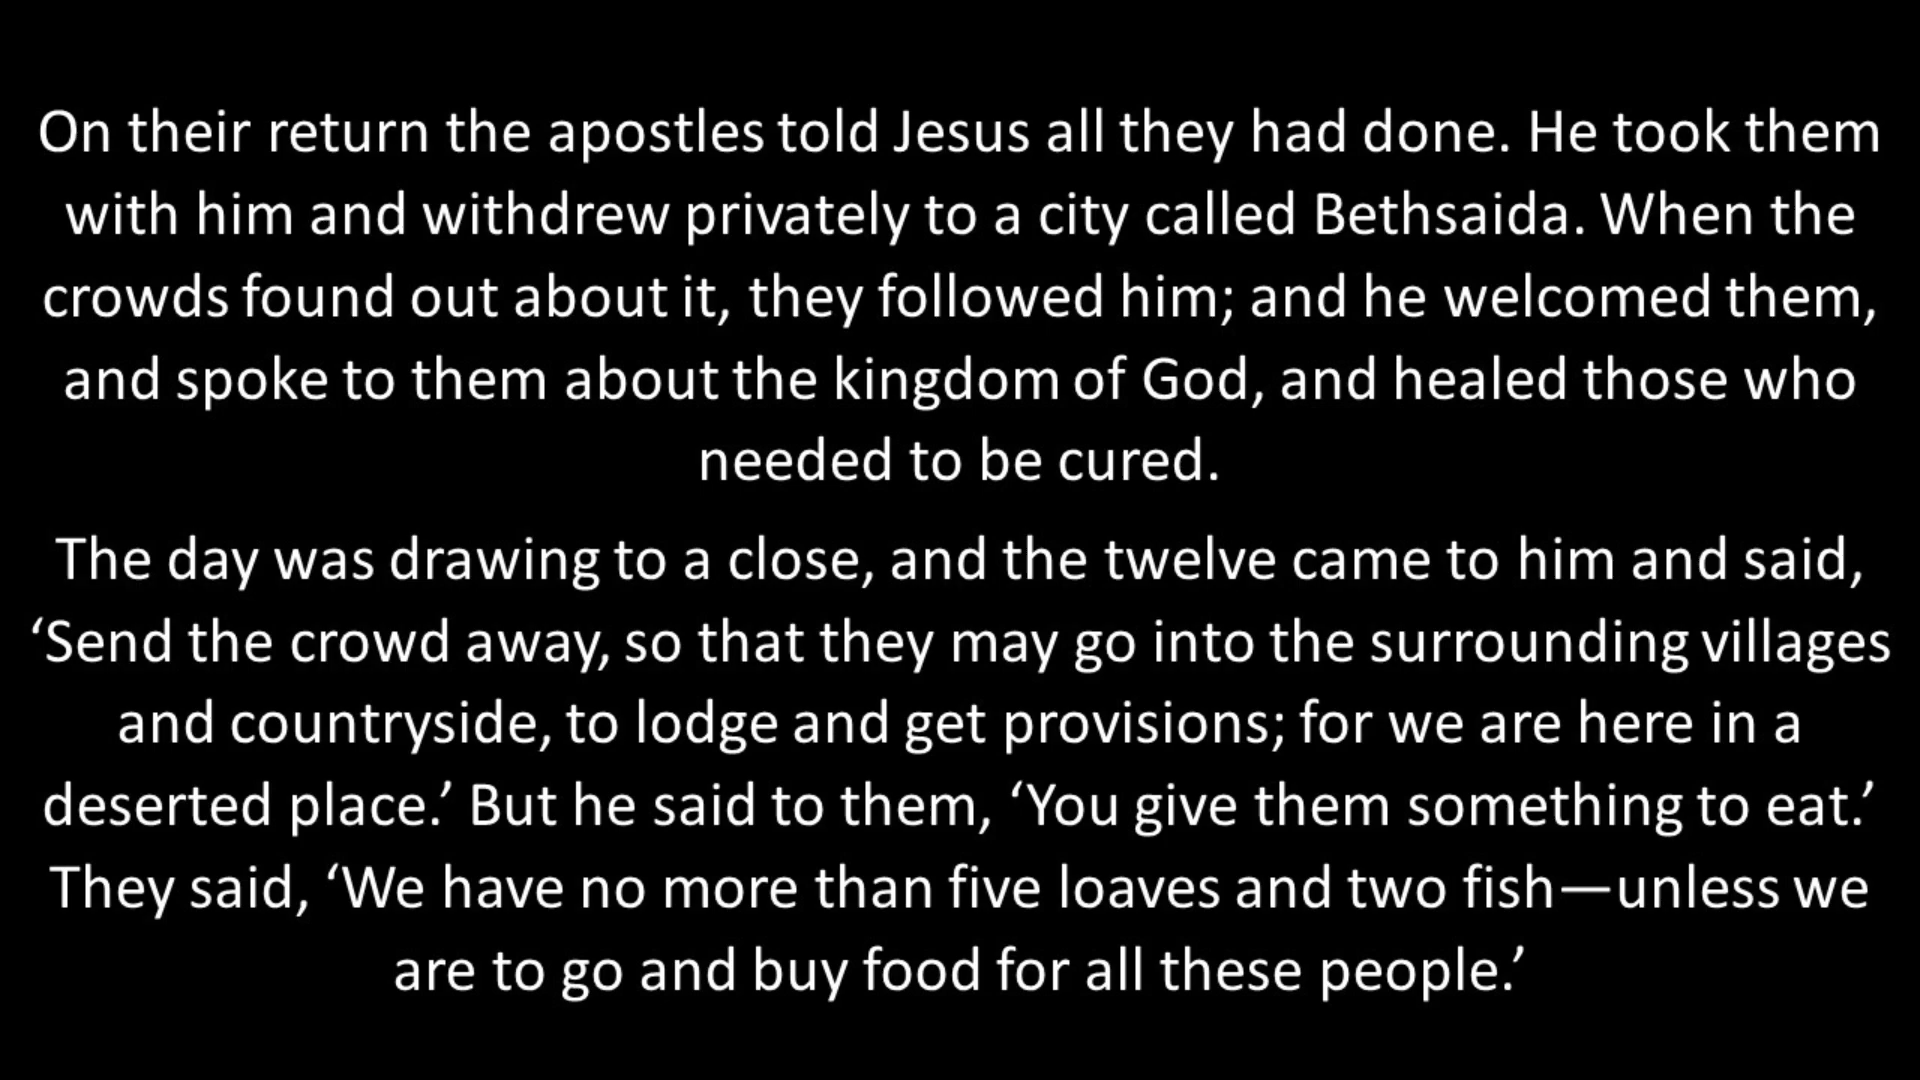 On their return the apostles told Jesus all they had done. He took them
with him and withdrew privately to a city called Bethsaida. When the
crowds found out about it, they followed him; and he welcomed them,
and spoke to them about the kingdom of God, and healed those who
needed to be cured.
The day was drawing to a close, and the twelve came to him and said,
‘Send the crowd away, so that they may go into the surrounding villages
and countryside, to lodge and get provisions; for we are here in a
deserted place.’ But he said to them, ‘You give them something to eat.’
They said, ‘We have no more than five loaves and two fish—unless we
are to go and buy food for all these people.’